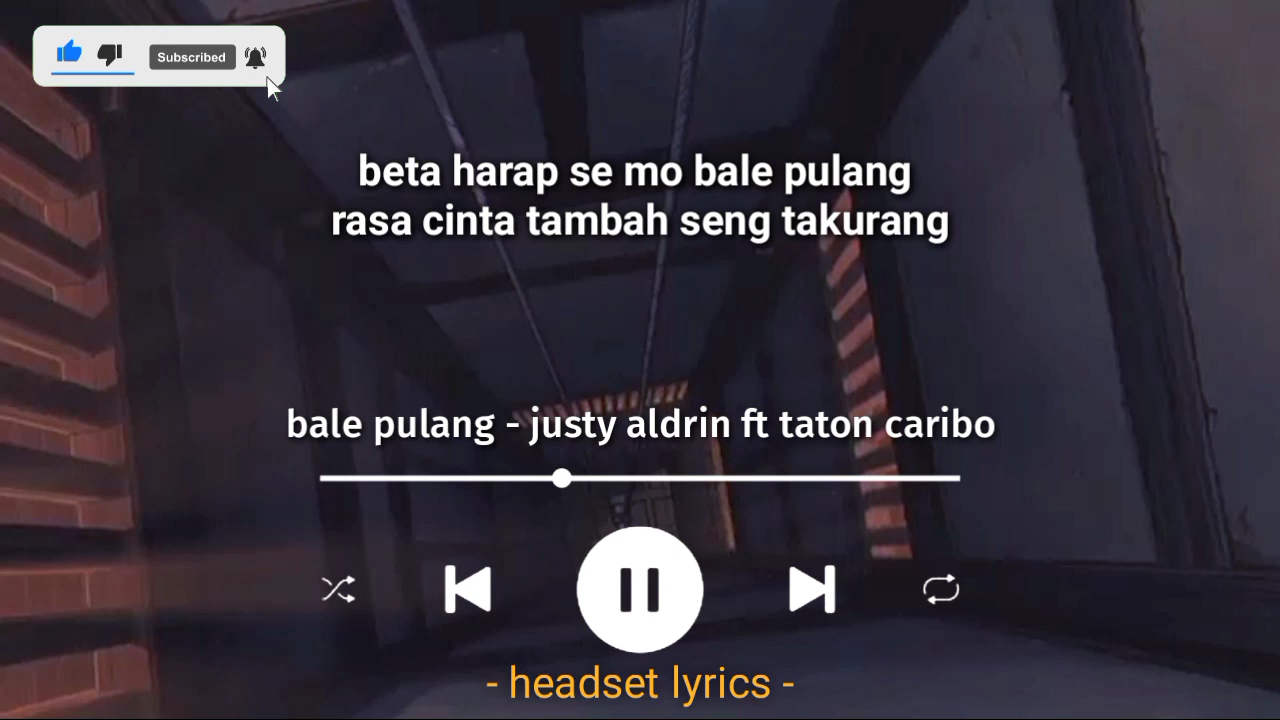 Subscribed
beta harap se mo bale pulang
rasa cinta tambah seng takurang
bale pulang - justy aldrin ft taton caribo
- headset lyrics -